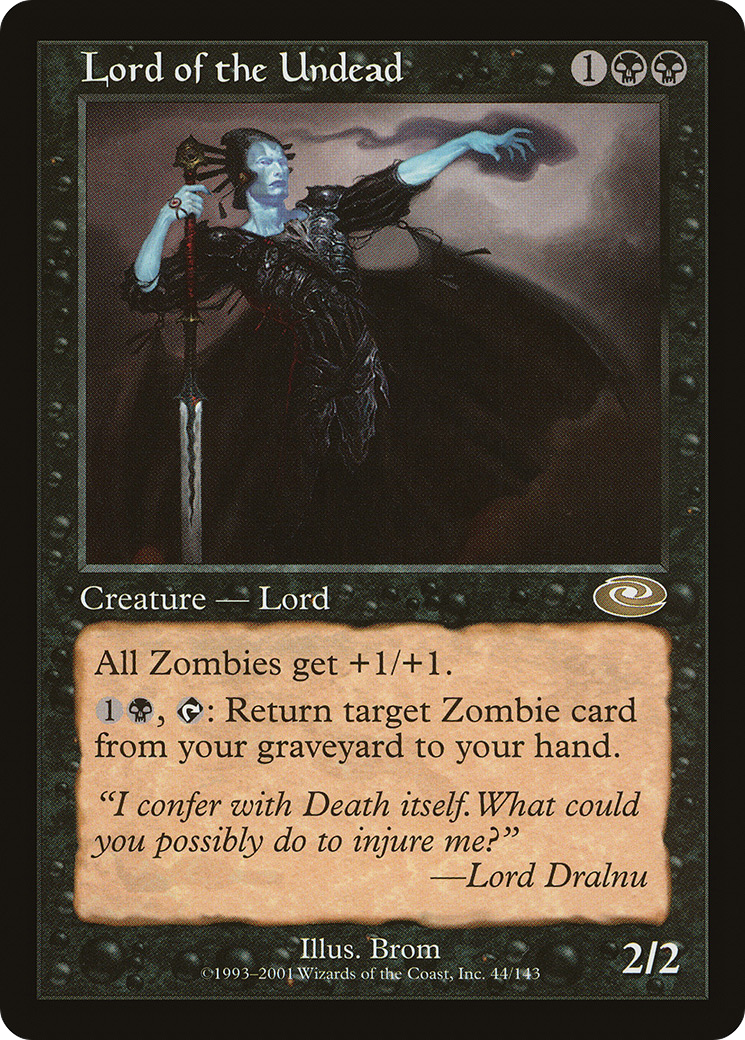 Lord of the Undead
1
Creature — Lord
All Zombies get +1/+1.
1, : Return target Zombie card
from your graveyard to your hand.
“I confer with Death itself. What could
you possibly do to injure me?”
—Lord Dralnu
Illus. Brom
©1993–2001 Wizards of the Coast, Inc. 44/143
2/2